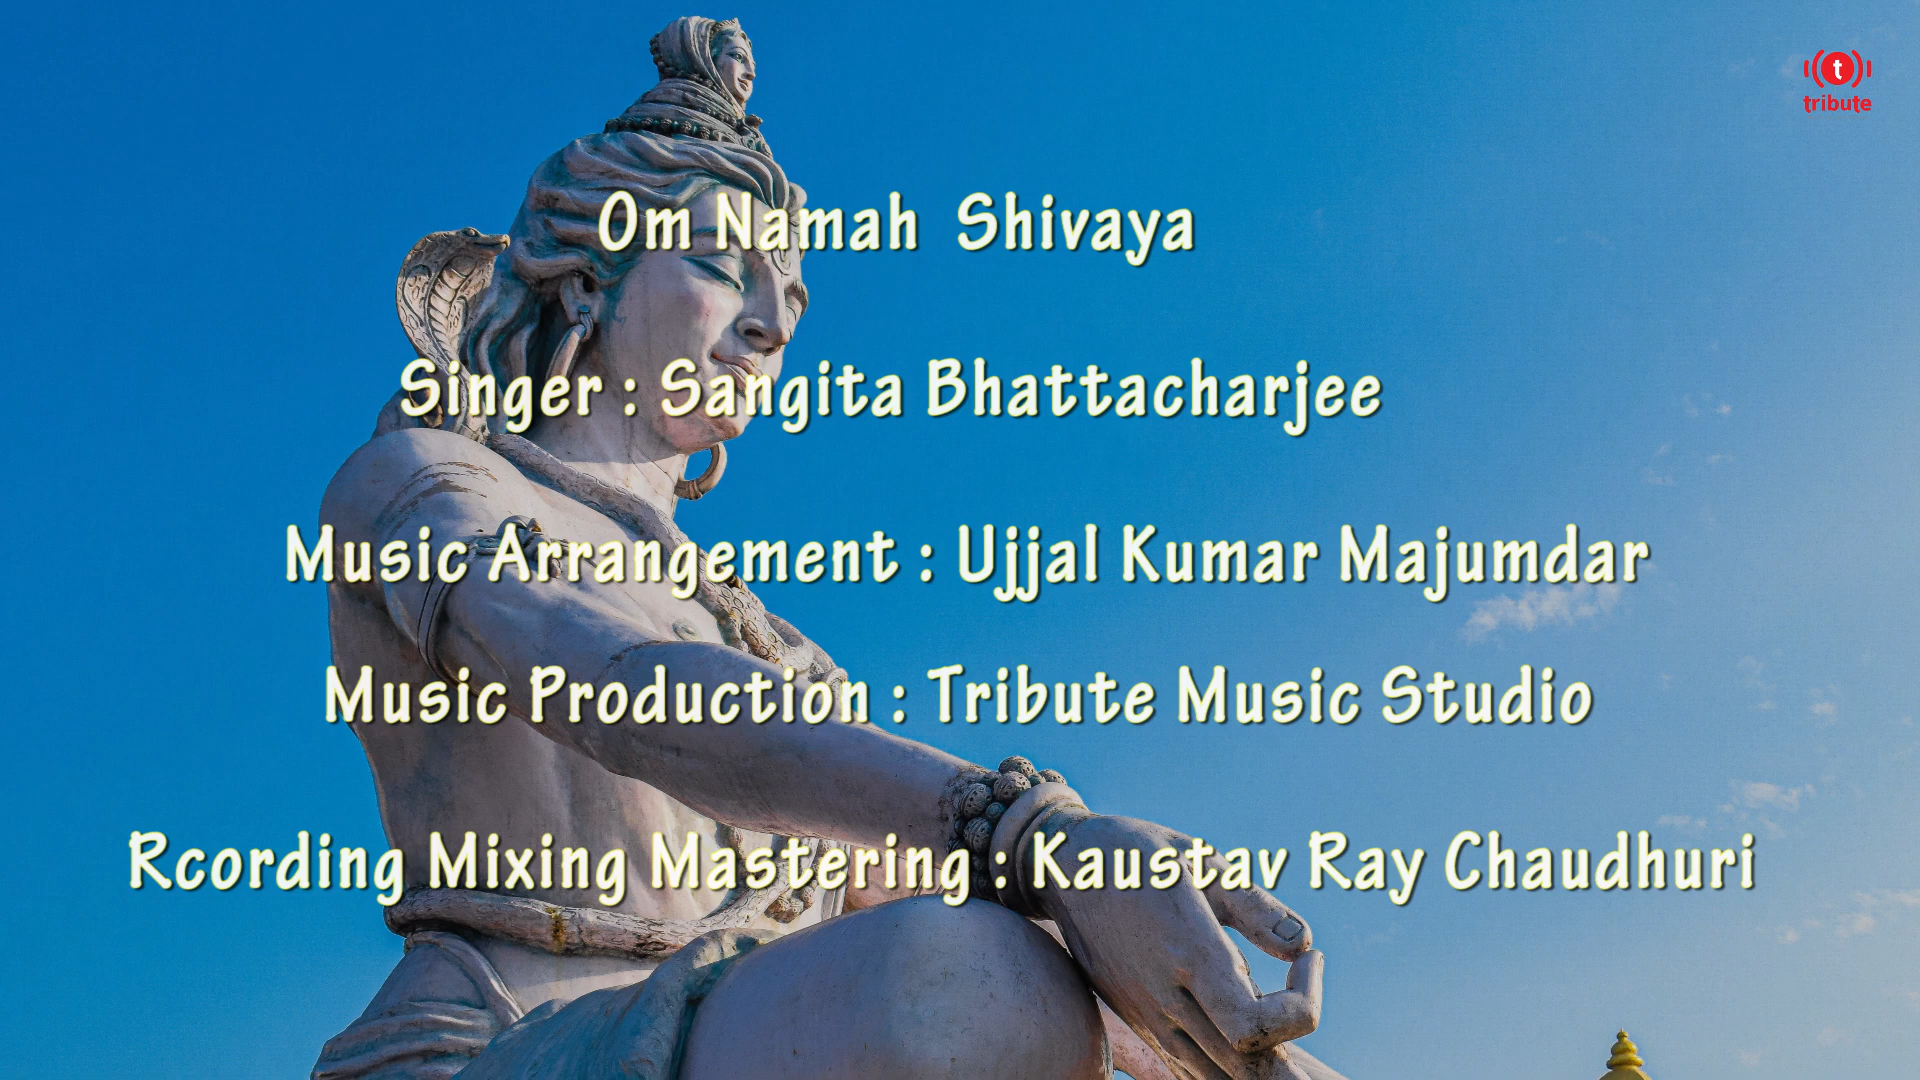 t
tribute
Om Namah Shivaya
Singer : Sangita Bhattacharjee
Music Arrangement : Ujjal Kumar Majumdar
Music Production : Tribute Music Studio
Rcording Mixing Mastering : Kaustav Ray Chaudhuri